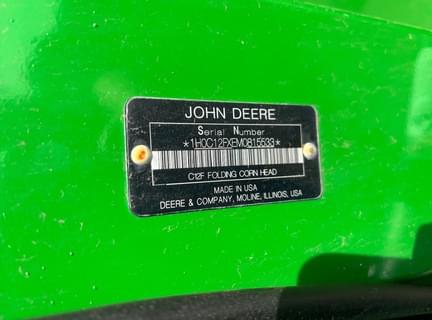 JOHN DEERE
Serial Number
*1H0C12FXEM0815533*
C12F FOLDING CORN HEAD
MADE IN USA
DEERE & COMPANY, MOLINE, ILLINOIS, USA